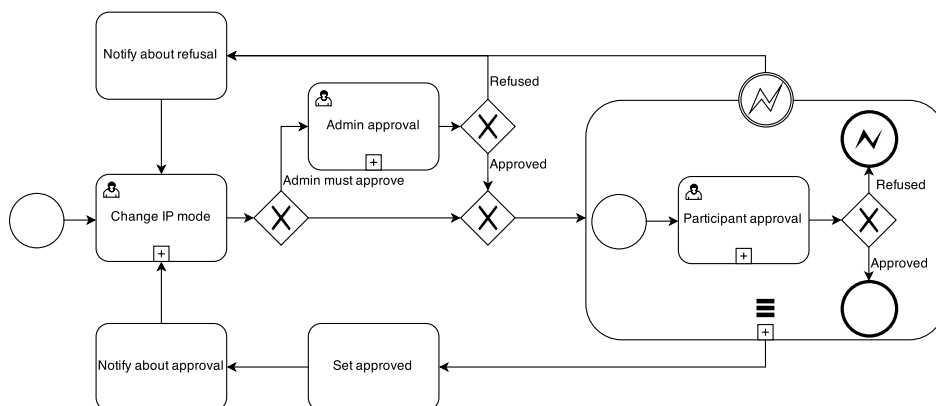 Notify about refusal
Refused
Admin approval
Approved
Admin must approve
Refused
Change IP mode
Participant approval
Approved
Notify about approval
Set approved